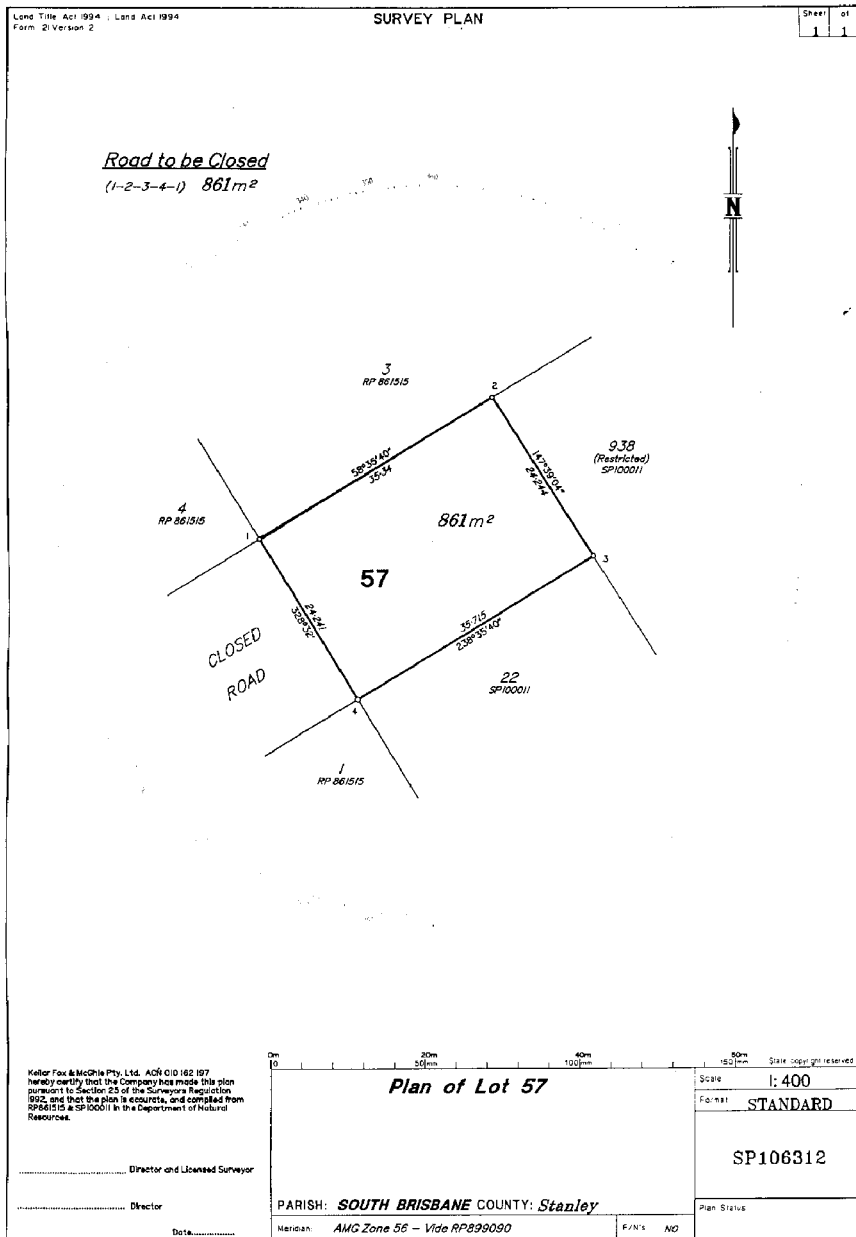 Land Title Act 1994 ; Land Act 1994
Form 21 Version 2
SURVEY PLAN
Sheet of
1 1
Road to be Closed
(1-2-3-4-1) 861m²
340
350
N
3
RP 861515
2
938
(Restricted)
SP100011
58°35'40"
35·34
147°39'04"
24·244
4
RP 861515
1
861m²
3
57
24·241
328°32'
35·715
238°35'40"
CLOSED
ROAD
22
SP100011
4
1
RP 861515
0m 20m 40m 60m
0 50mm 100mm 150mm State copyright reserved
Kellar Fox & McGhie Pty. Ltd. ACN 010 162 197
hereby certify that the Company has made this plan
pursuant to Section 25 of the Surveyors Regulation
1992, and that the plan is accurate, and compiled from
RP861515 & SP100011 in the Department of Natural
Resources.
Director and Licensed Surveyor
Director
Date
Plan of Lot 57
Scale 1: 400
Format STANDARD
SP106312
PARISH: SOUTH BRISBANE COUNTY: Stanley
Plan Status
Meridian: AMG Zone 56 - Vide RP899090 F/N's NO